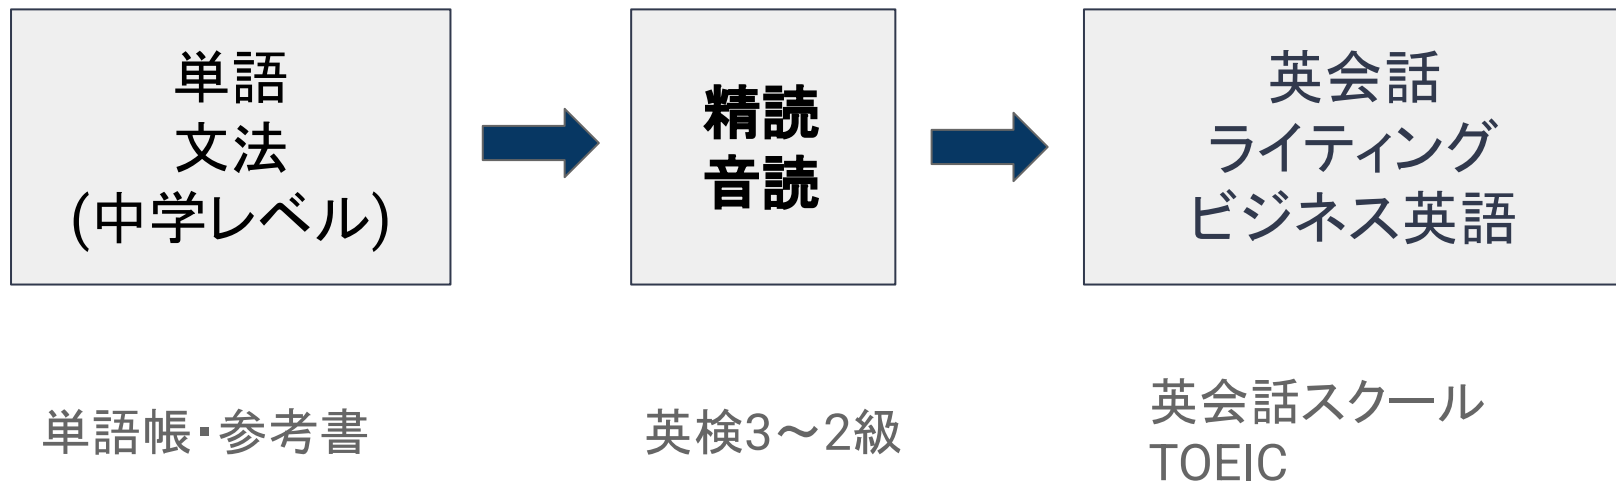 単語
文法
(中学レベル)
精読
音読
英会話
ライティング
ビジネス英語
単語帳・参考書
英検3～2級
英会話スクール
TOEIC